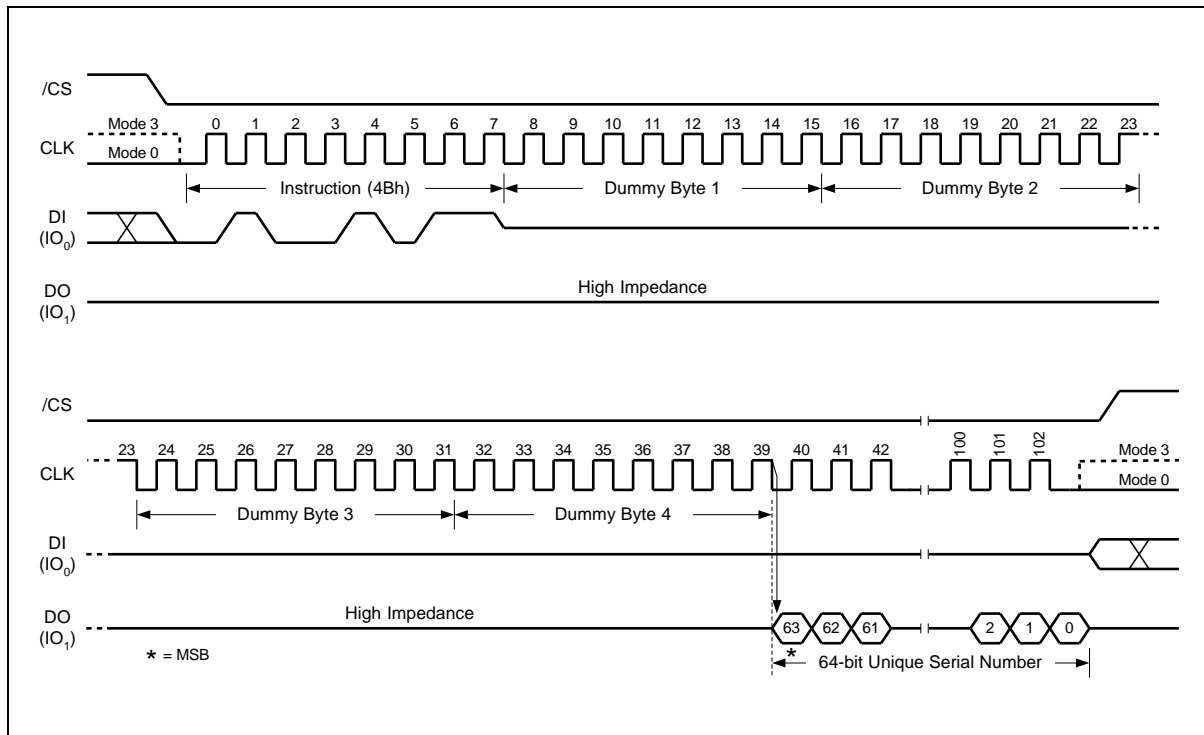 /CS
Mode 3
0 1 2 3 4 5 6 7 8 9 10 11 12 13 14 15 16 17 18 19 20 21 22 23
CLK
Mode 0
Instruction (4Bh)
Dummy Byte 1
Dummy Byte 2
DI
(IO0)
High Impedance
DO
(IO1)
/CS
23 24 25 26 27 28 29 30 31 32 33 34 35 36 37 38 39 40 41 42 100 101 102
Mode 3
CLK
Mode 0
Dummy Byte 3
Dummy Byte 4
DI
(IO0)
High Impedance
DO
(IO1)
63 62 61 2 1 0
* = MSB
*
64-bit Unique Serial Number